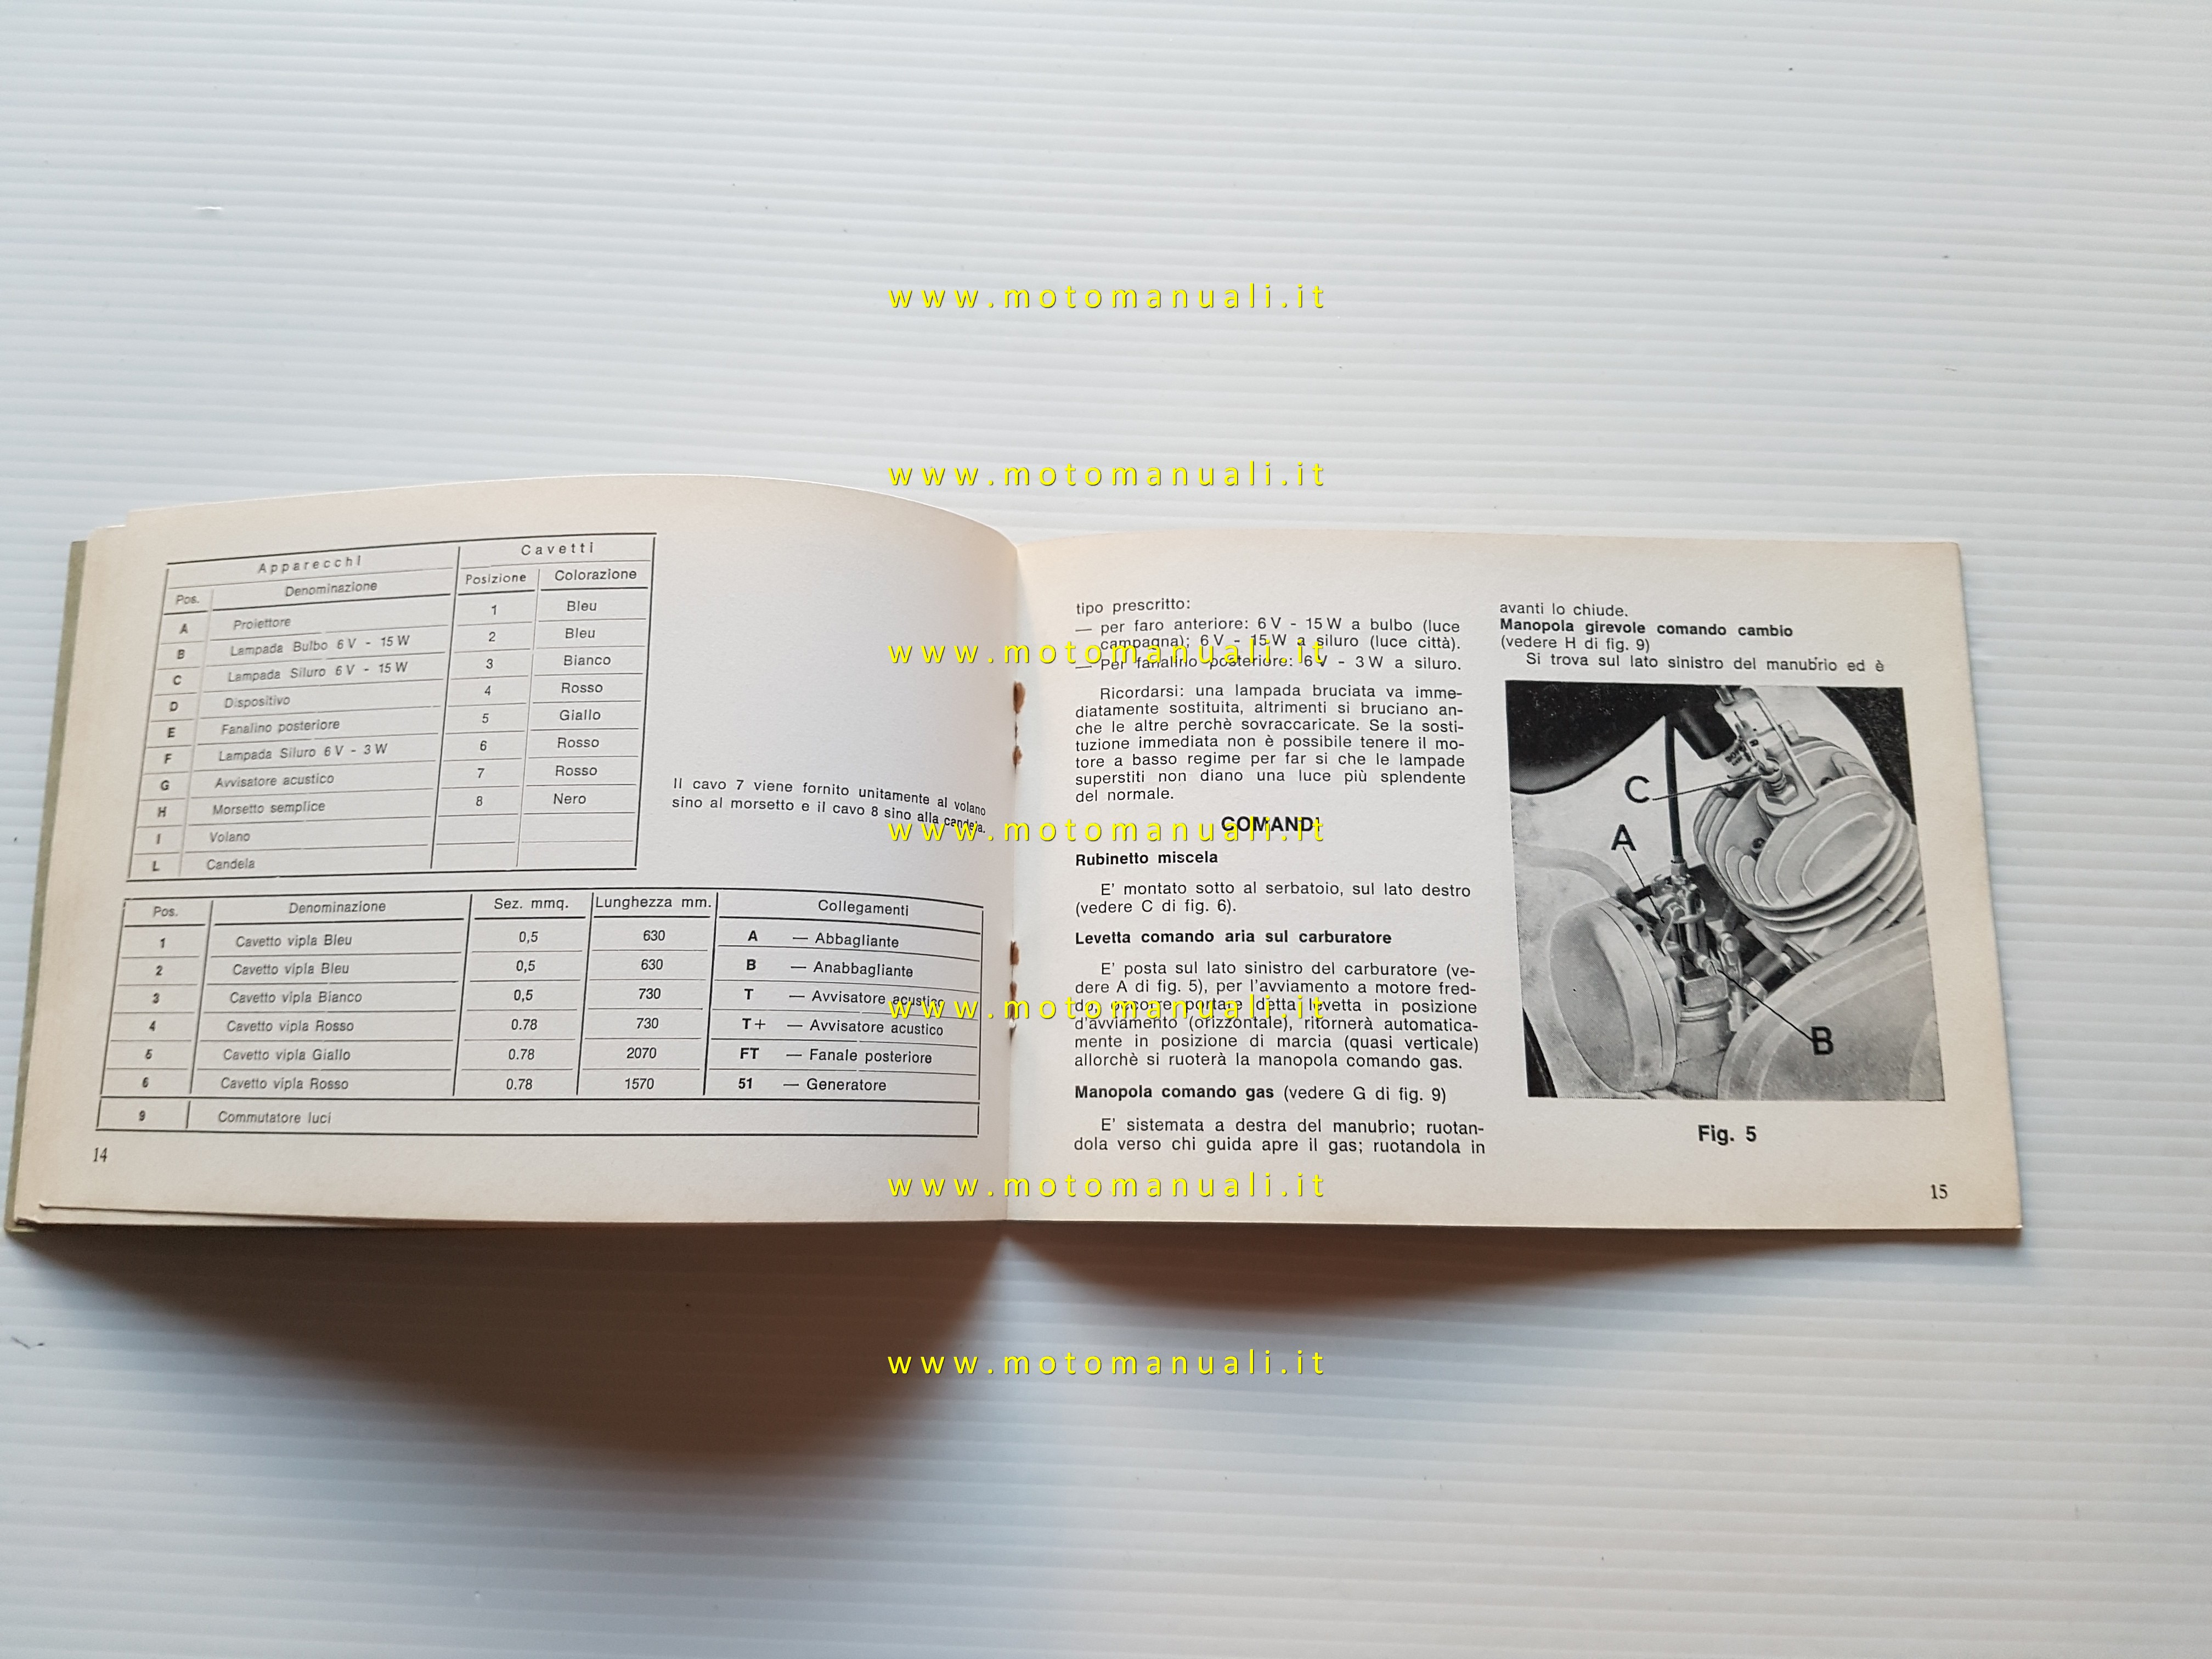 www.motomanuali.it
www.motomanuali.it
www.motomanuali.it
www.motomanuali.it
www.motomanuali.it
www.motomanuali.it
www.motomanuali.it
Apparecchi Cavetti
Pos. Denominazione Posizione Colorazione
A Proiettore 1 Bleu
B Lampada Bulbo 6 V - 15 W 2 Bleu
C Lampada Siluro 6 V - 15 W 3 Bianco
D Dispositivo 4 Rosso
E Fanalino posteriore 5 Giallo
F Lampada Siluro 6 V - 3 W 6 Rosso
G Avvisatore acustico 7 Rosso
H Morsetto semplice 8 Nero
I Volano
L Candela
Il cavo 7 viene fornito unitamente al volano
sino al morsetto e il cavo 8 sino alla candela.
Pos. Denominazione Sez. mmq. Lunghezza mm. Collegamenti
1 Cavetto vipla Bleu 0,5 630 A — Abbagliante
2 Cavetto vipla Bleu 0,5 630 B — Anabbagliante
3 Cavetto vipla Bianco 0,5 730 T — Avvisatore acustico
4 Cavetto vipla Rosso 0.78 730 T+ — Avvisatore acustico
5 Cavetto vipla Giallo 0.78 2070 FT — Fanale posteriore
6 Cavetto vipla Rosso 0.78 1570 51 — Generatore
9 Commutatore luci
14
tipo prescritto:
— per faro anteriore: 6 V - 15 W a bulbo (luce
campagna); 6 V - 15 W a siluro (luce città).
— Per fanalino posteriore: 6 V - 3 W a siluro.
Ricordarsi: una lampada bruciata va imme-
diatamente sostituita, altrimenti si bruciano an-
che le altre perchè sovraccaricate. Se la sosti-
tuzione immediata non è possibile tenere il mo-
tore a basso regime per far si che le lampade
superstiti non diano una luce più splendente
del normale.
COMANDI
Rubinetto miscela
E' montato sotto al serbatoio, sul lato destro
(vedere C di fig. 6).
Levetta comando aria sul carburatore
E' posta sul lato sinistro del carburatore (ve-
dere A di fig. 5), per l'avviamento a motore fred-
do, occorre portare detta levetta in posizione
d'avviamento (orizzontale), ritornerà automatica-
mente in posizione di marcia (quasi verticale)
allorchè si ruoterà la manopola comando gas.
Manopola comando gas (vedere G di fig. 9)
E' sistemata a destra del manubrio; ruotan-
dola verso chi guida apre il gas; ruotandola in
avanti lo chiude.
Manopola girevole comando cambio
(vedere H di fig. 9)
Si trova sul lato sinistro del manubrio ed è
C
A
B
Fig. 5
15